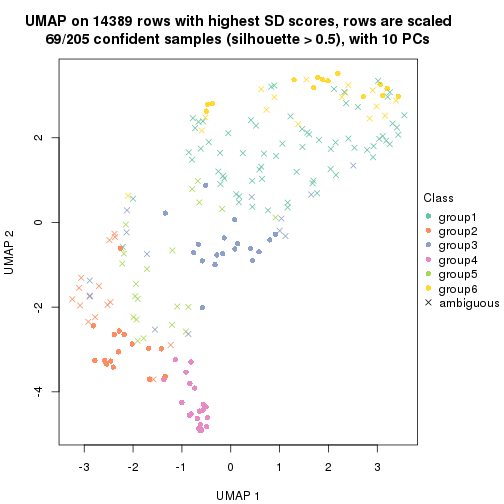 UMAP on 14389 rows with highest SD scores, rows are scaled
69/205 confident samples (silhouette > 0.5), with 10 PCs
UMAP 2
2
0
-2
-4
-3
-2
-1
0
1
2
3
UMAP 1
Class
group1
group2
group3
group4
group5
group6
ambiguous